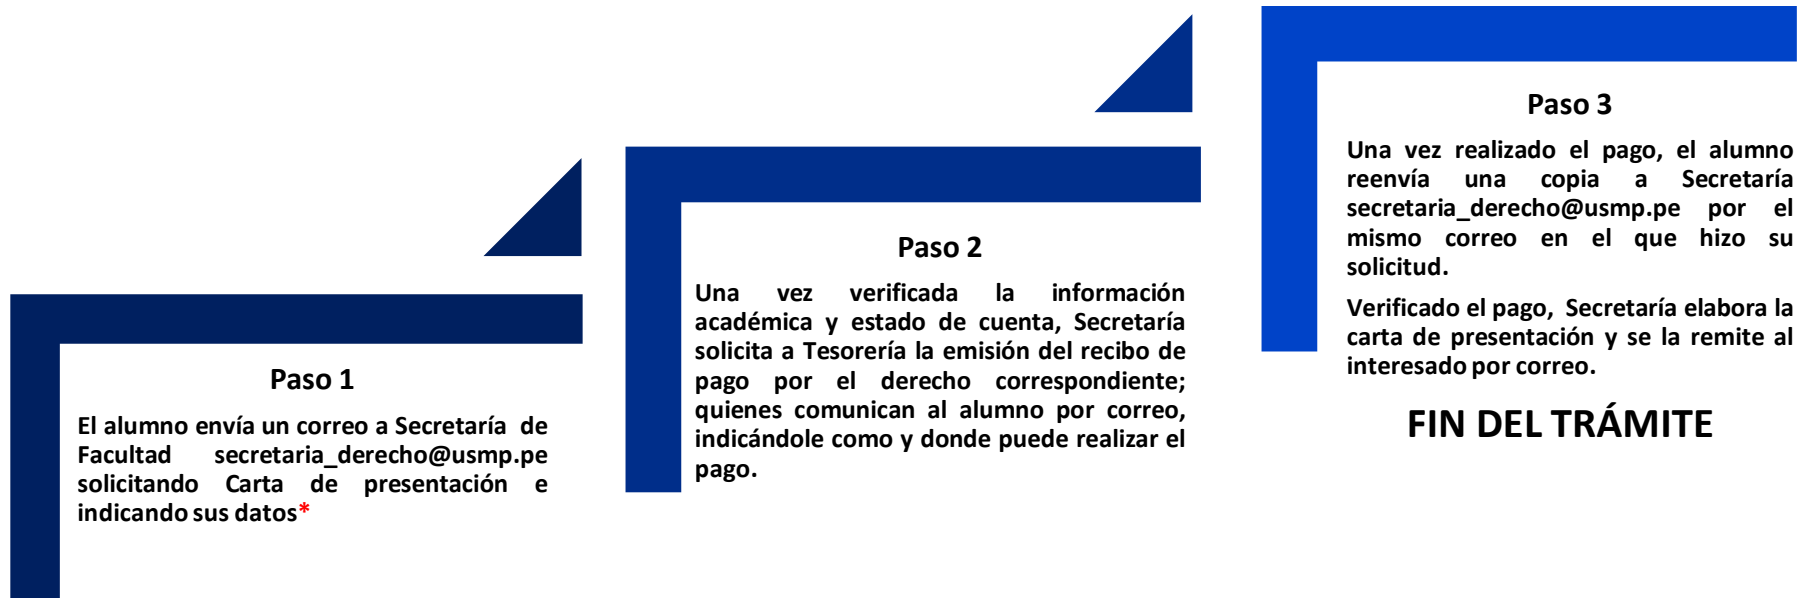 Paso 1
El alumno envía un correo a Secretaría de
Facultad secretaria_derecho@usmp.pe
solicitando Carta de presentación e
indicando sus datos*
Paso 2
Una vez verificada la información
académica y estado de cuenta, Secretaría
solicita a Tesorería la emisión del recibo de
pago por el derecho correspondiente;
quienes comunican al alumno por correo,
indicándole como y donde puede realizar el
pago.
Paso 3
Una vez realizado el pago, el alumno
reenvía una copia a Secretaría
secretaria_derecho@usmp.pe por el
mismo correo en el que hizo su
solicitud.
Verificado el pago, Secretaría elabora la
carta de presentación y se la remite al
interesado por correo.
FIN DEL TRÁMITE